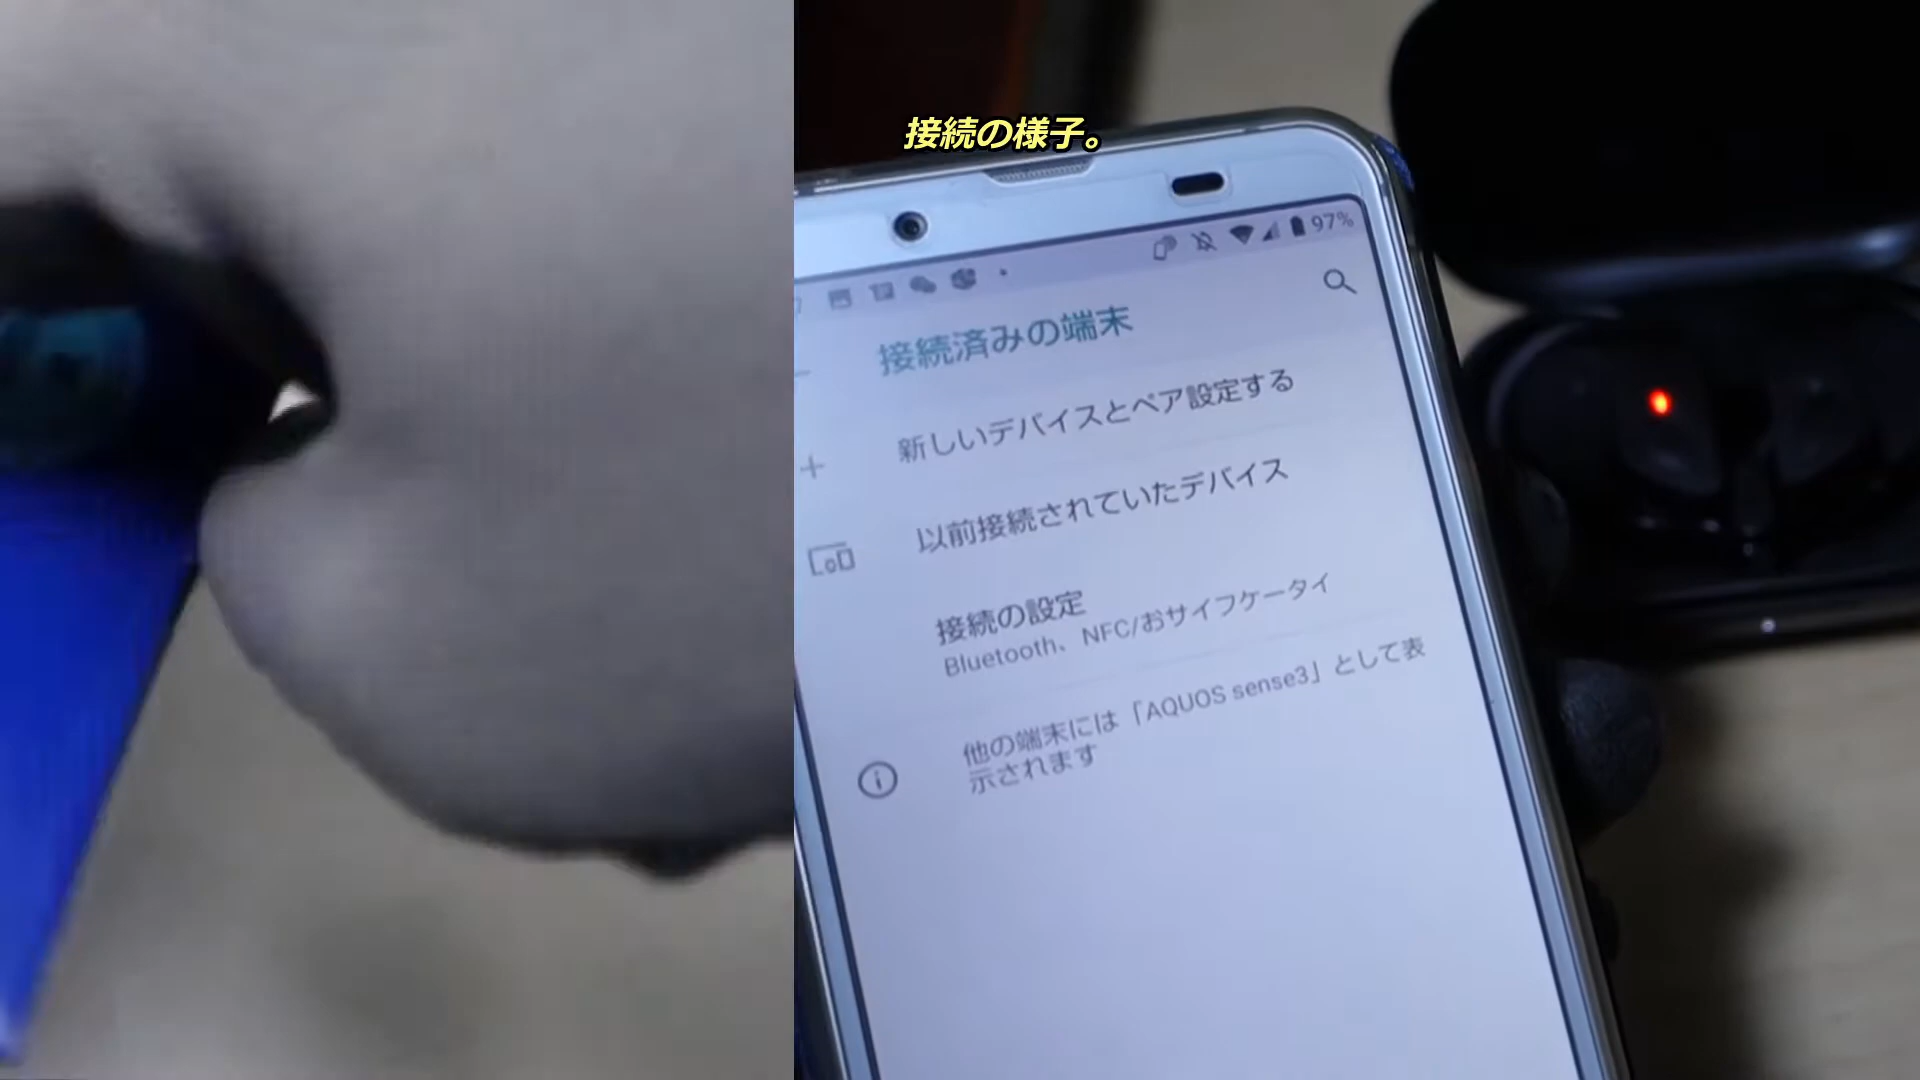 接続の様子。
97%
接続済みの端末
新しいデバイスとペア設定する
以前接続されていたデバイス
接続の設定
Bluetooth、NFC/おサイフケータイ
他の端末には「AQUOS sense3」として表
示されます